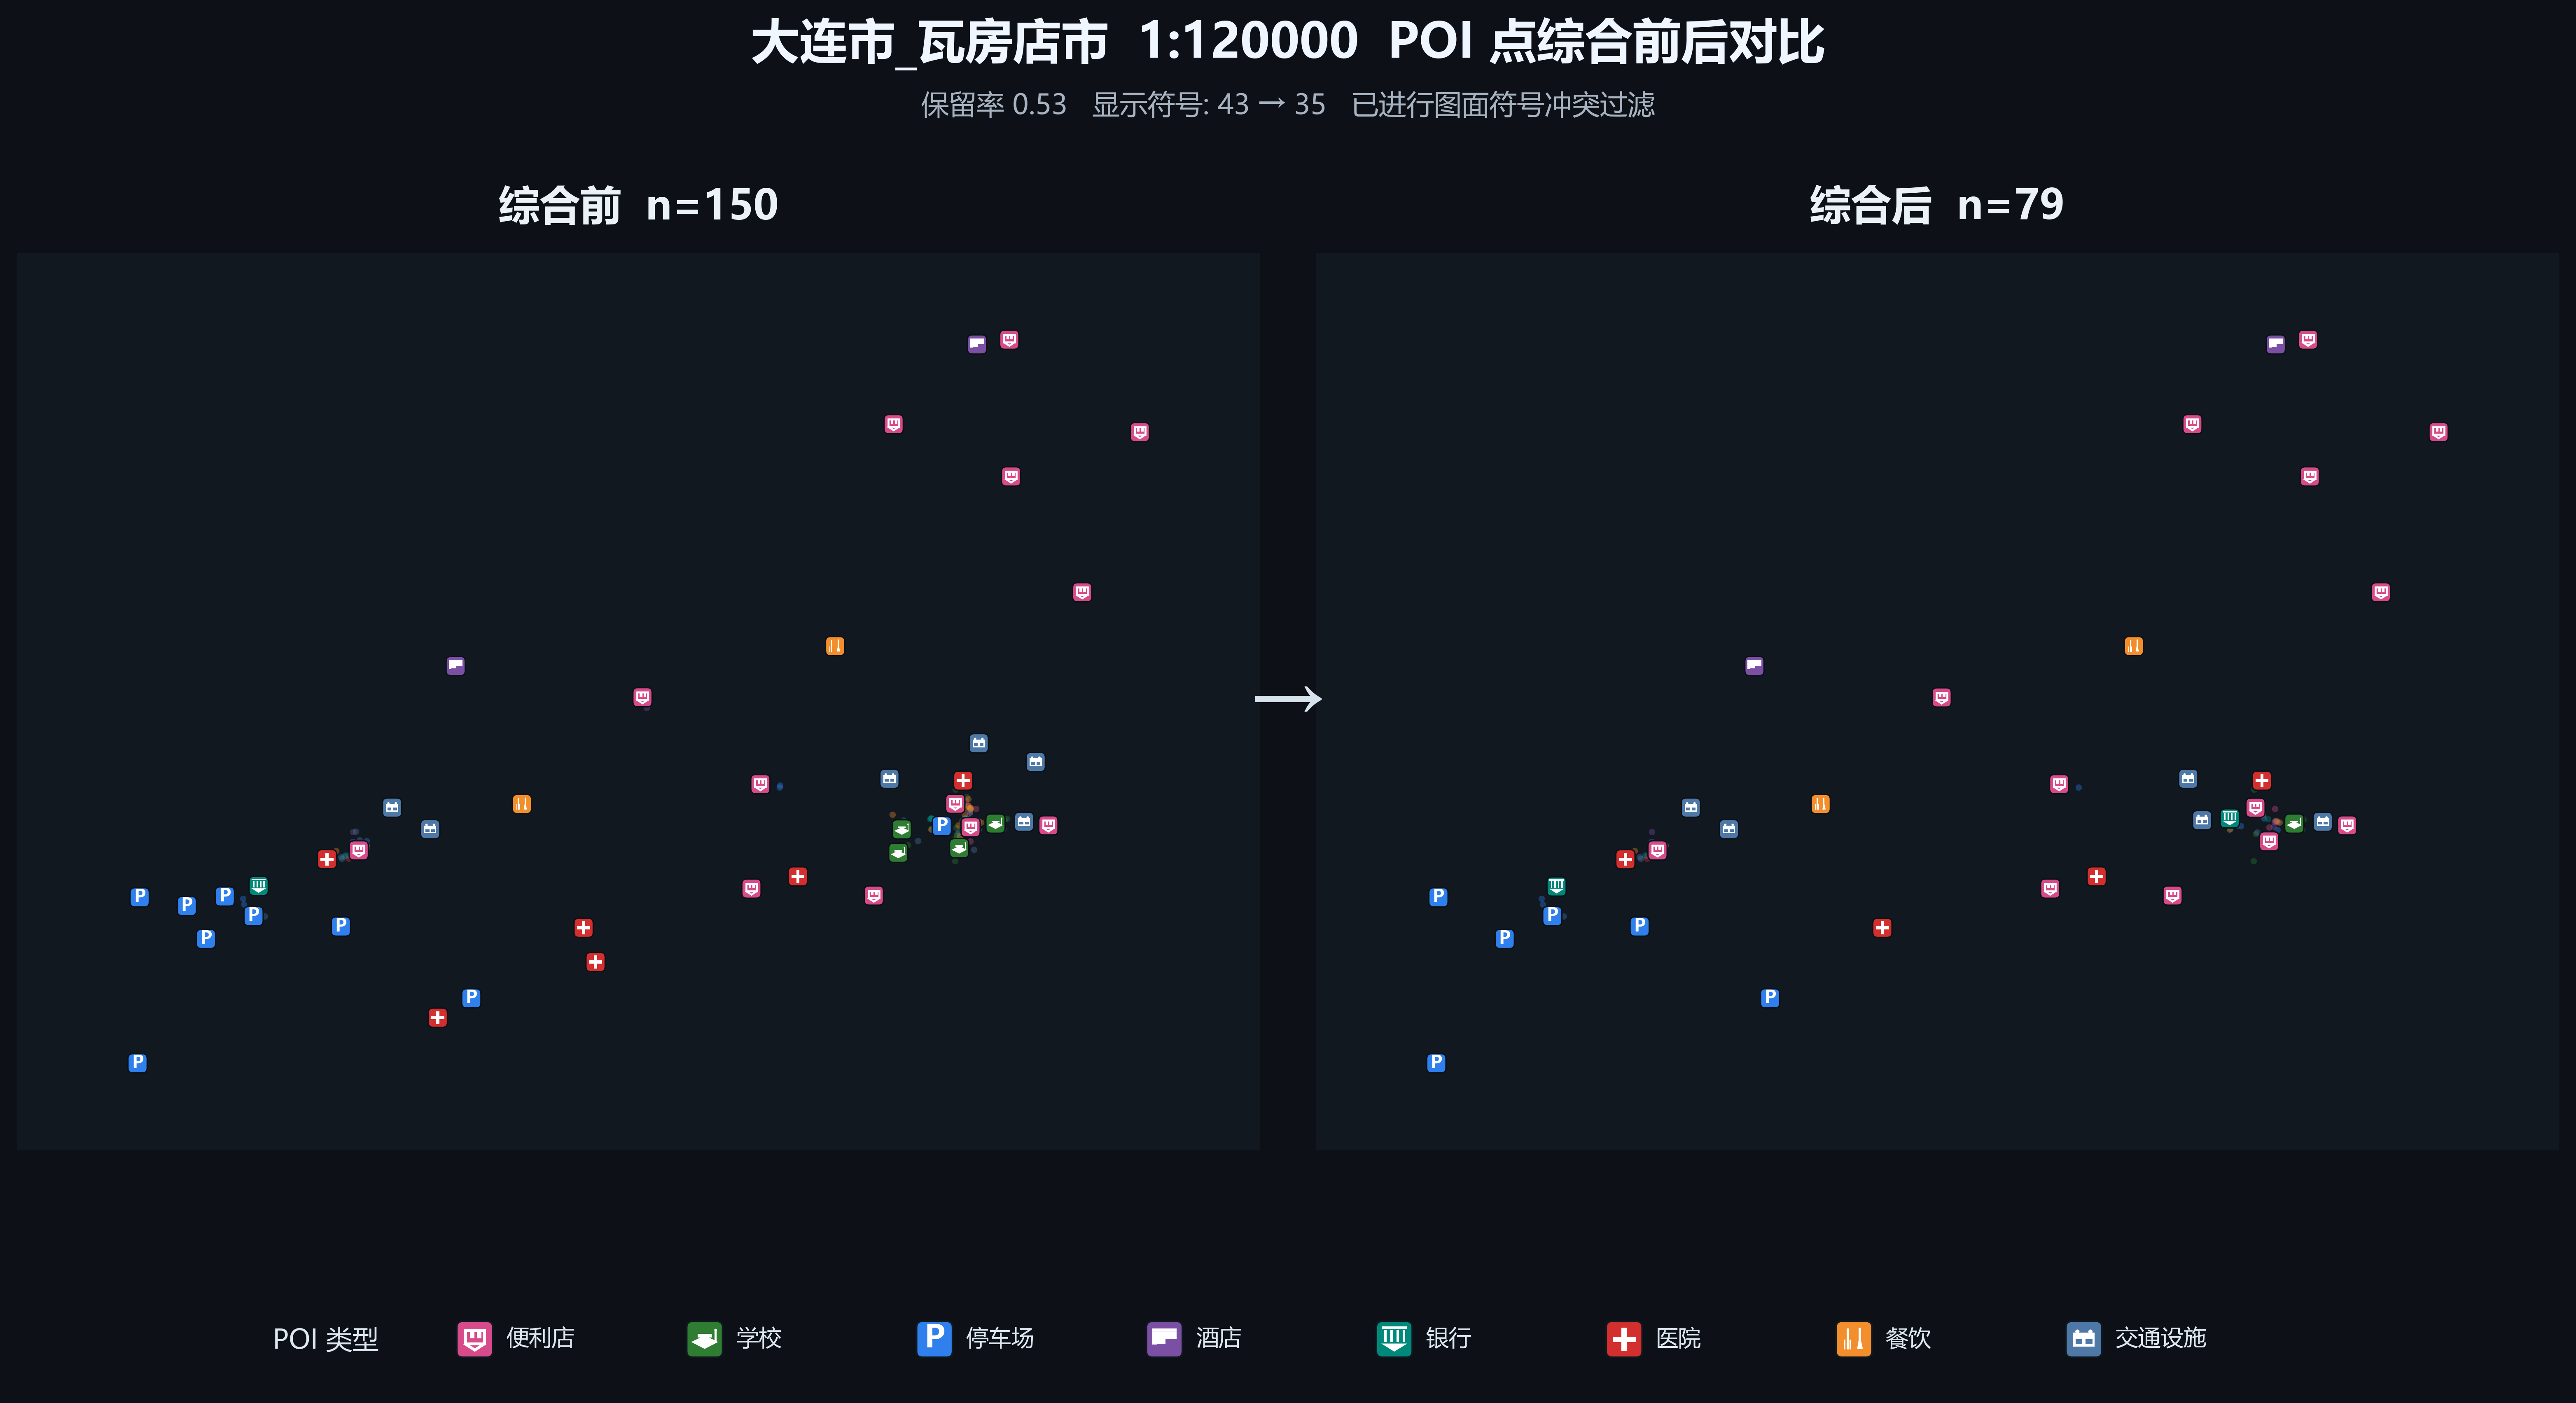 大连市_瓦房店市 1:120000 POI 点综合前后对比
保留率 0.53 显示符号: 43 → 35 已进行图面符号冲突过滤
综合前 n=150
综合后 n=79
→
POI 类型 便利店 学校 P 停车场 酒店 银行 医院 餐饮 交通设施